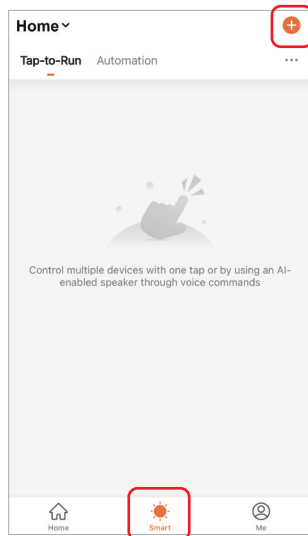 Home
Tap-to-Run Automation
Control multiple devices with one tap or by using an AI-
enabled speaker through voice commands
Home Smart Me